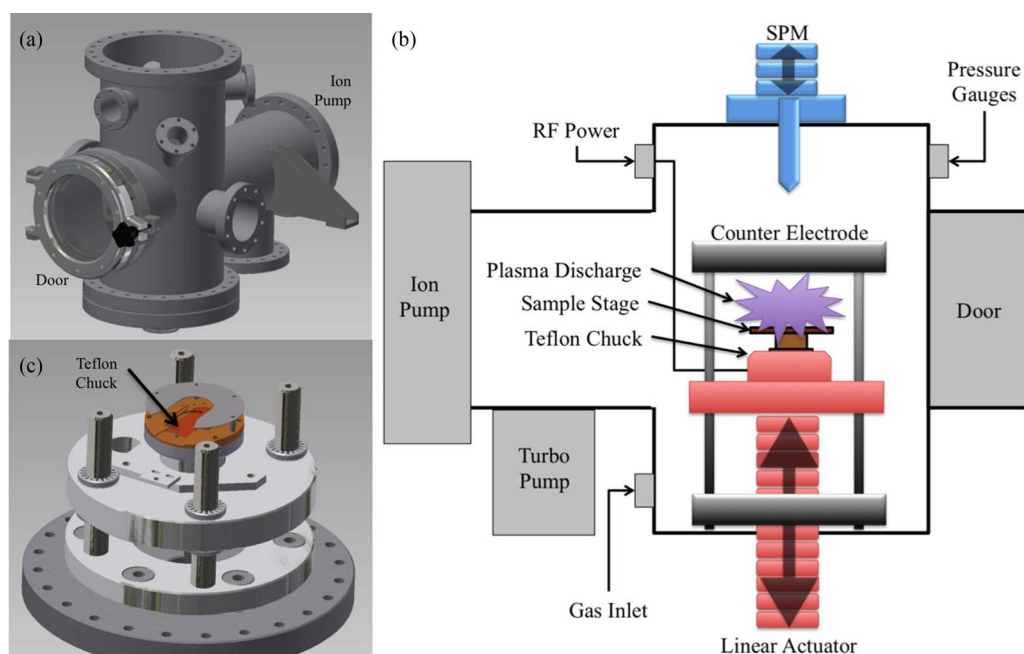 (a)
Ion
Pump
Door
(b)
SPM
Pressure
Gauges
RF Power
Counter Electrode
Plasma Discharge
Sample Stage
Teflon Chuck
Ion
Pump
Door
Turbo
Pump
Gas Inlet
Linear Actuator
(c)
Teflon
Chuck